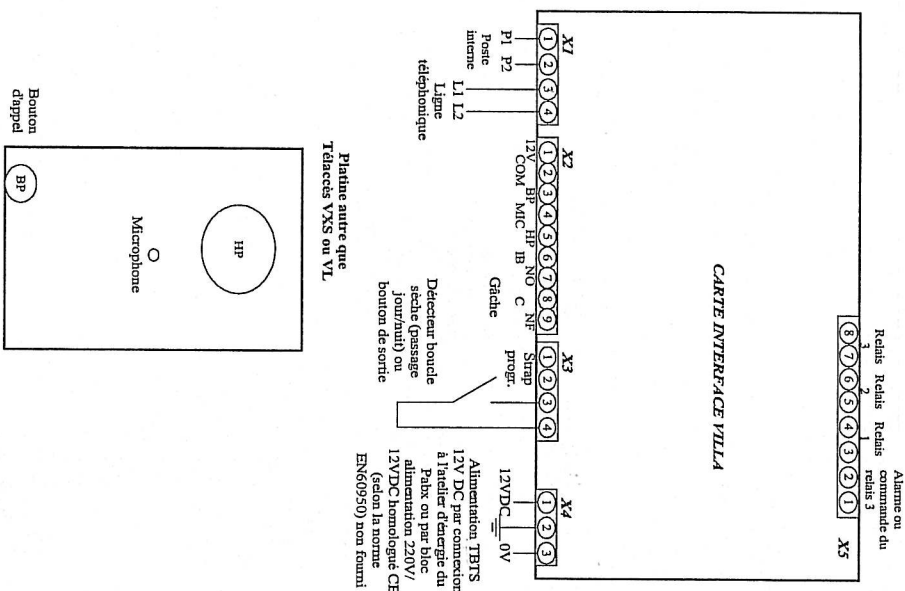 Alarme ou
commande du
relais 3
Relais
1
Relais
2
Relais
3
8 7 6 5 4 3 2 1
X5
CARTE INTERFACE VILLA
X1
1 2 3 4
P1 P2
Poste
interne
L1 L2
Ligne
téléphonique
X2
1 2 3 4 5 6 7 8 9
12V COM BP MIC HP IB NO C NF
Gâche
X3
1 2 3 4
Strap
progr.
Détecteur boucle
sèche (passage
jour/nuit) ou
bouton de sortie
X4
1 2 3
12VDC 0V
Alimentation TBTS
12V DC par connexion
à l'atelier d'énergie du
Pabx ou par bloc
alimentation 220V/
12VDC homologué CE
(selon la norme
EN60950) non fourni
Platine autre que
Télaccès VXS ou VL
HP
Microphone
BP
Bouton
d'appel